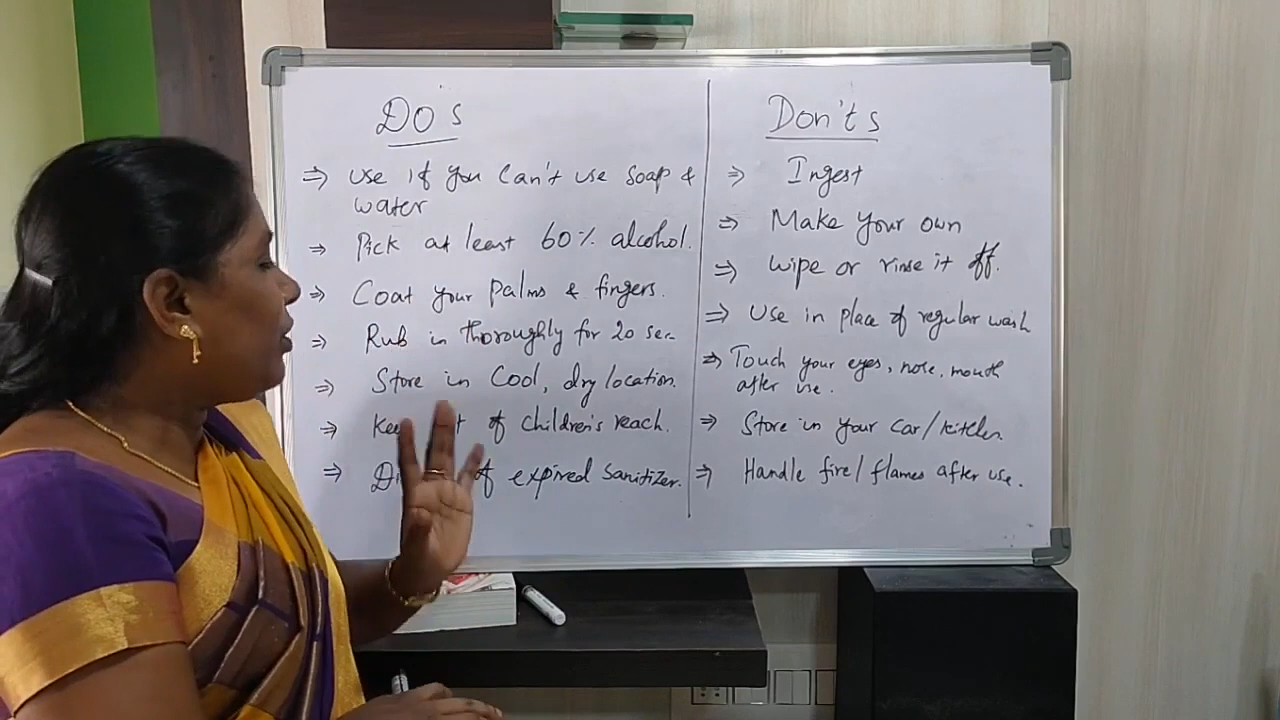 Do's
⇒ Use if you can't use soap &
water
⇒ Pick at least 60% alcohol.
⇒ Coat your palms & fingers.
⇒ Rub in thoroughly for 20 sec
⇒ Store in cool, dry location.
⇒ of children's reach.
⇒ of expired sanitizer.
Don'ts
⇒ Ingest
⇒ Make your own
⇒ Wipe or rinse it off.
⇒ Use in place of regular wash
⇒ Touch your eyes, nose, mouth
after use.
⇒ Store in your car/kitchen.
⇒ Handle fire/flames after use.